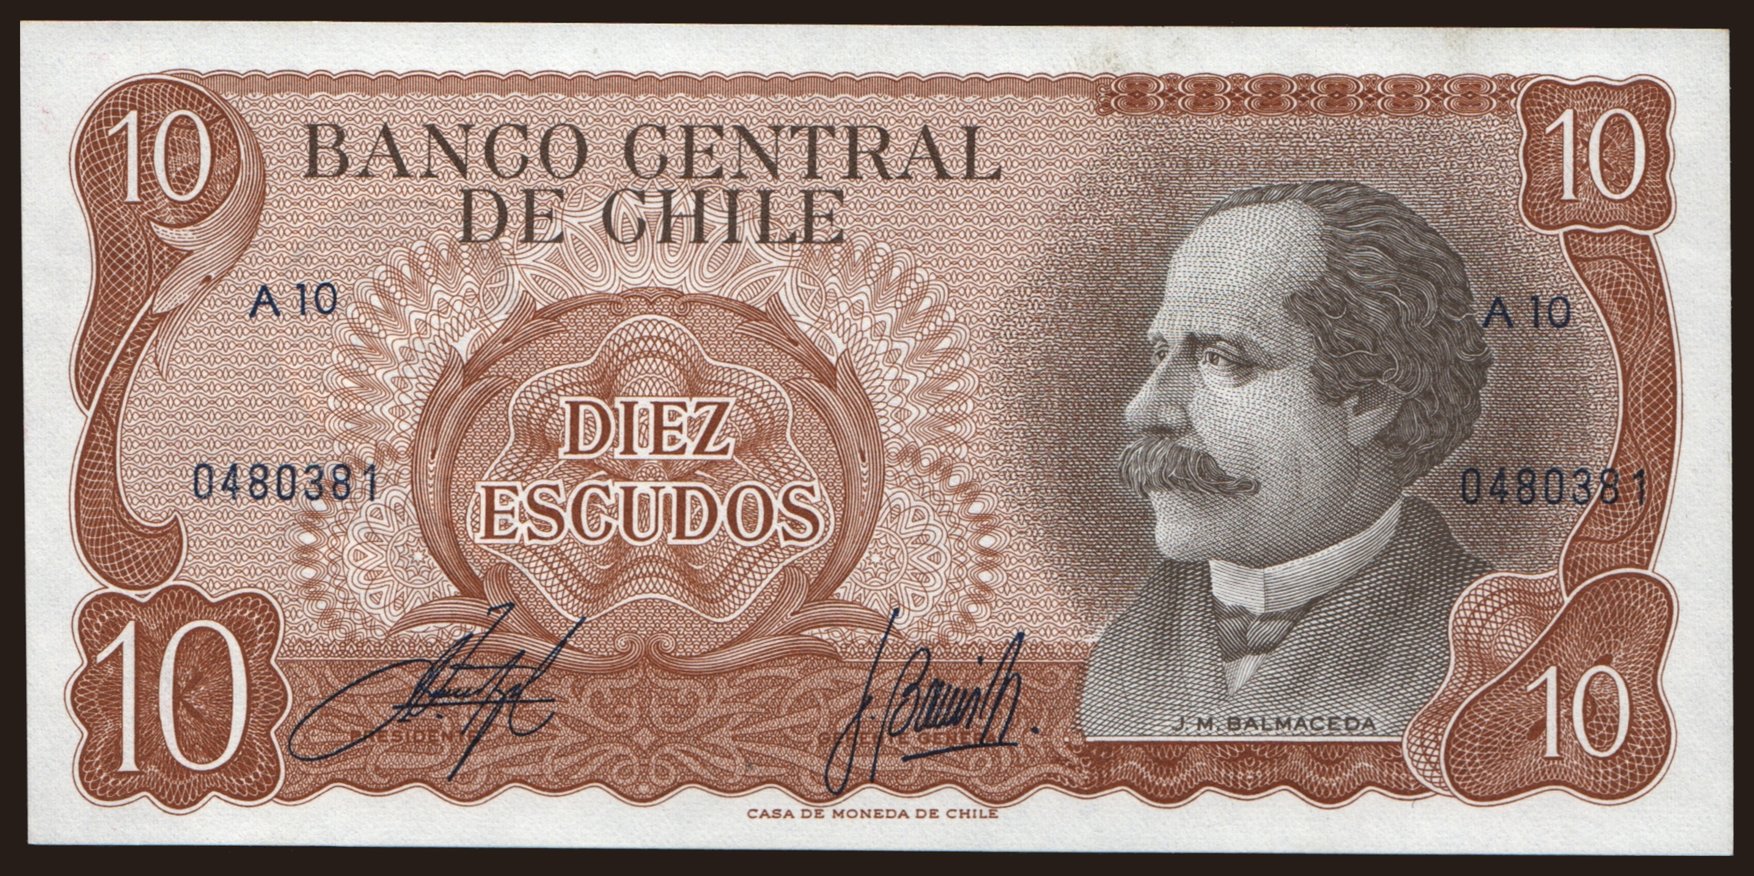 10
10
BANCO CENTRAL
DE CHILE
A 10
A 10
DIEZ
ESCUDOS
0480381
0480381
PRESIDENTE
J. M. BALMACEDA
10
10
CASA DE MONEDA DE CHILE